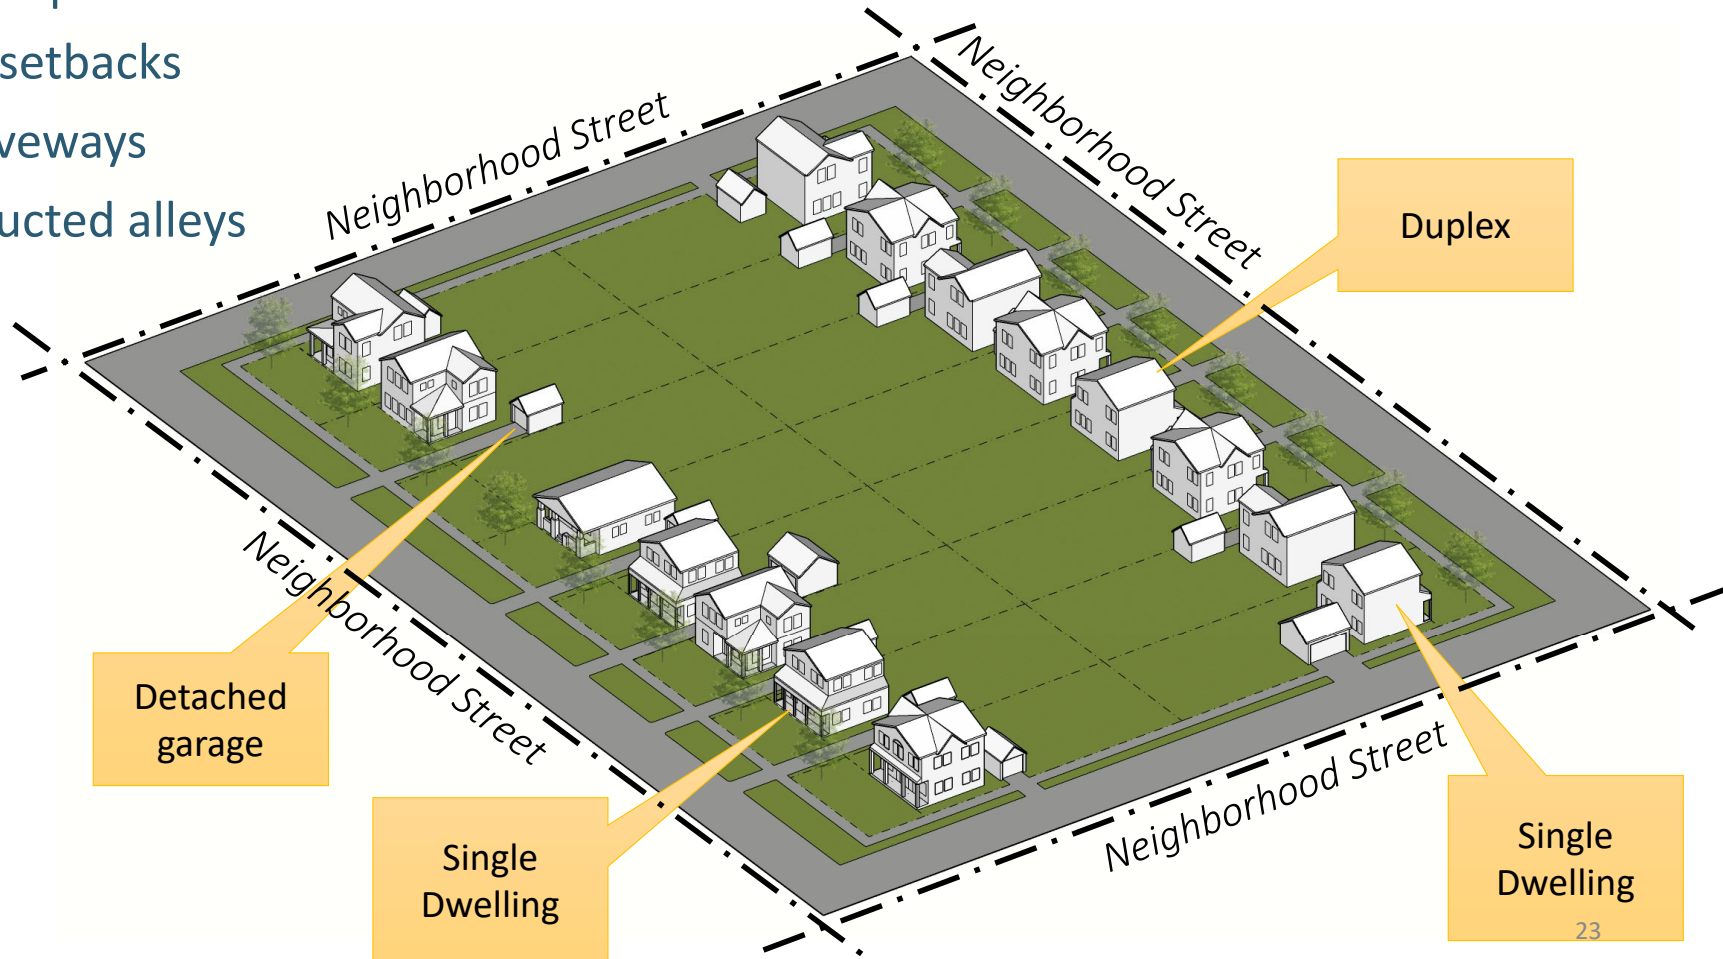 setbacks
veways
ucted alleys
Neighborhood Street
Neighborhood Street
Duplex
Neighborhood Street
Detached
garage
Single
Dwelling
Neighborhood Street
Single
Dwelling
23